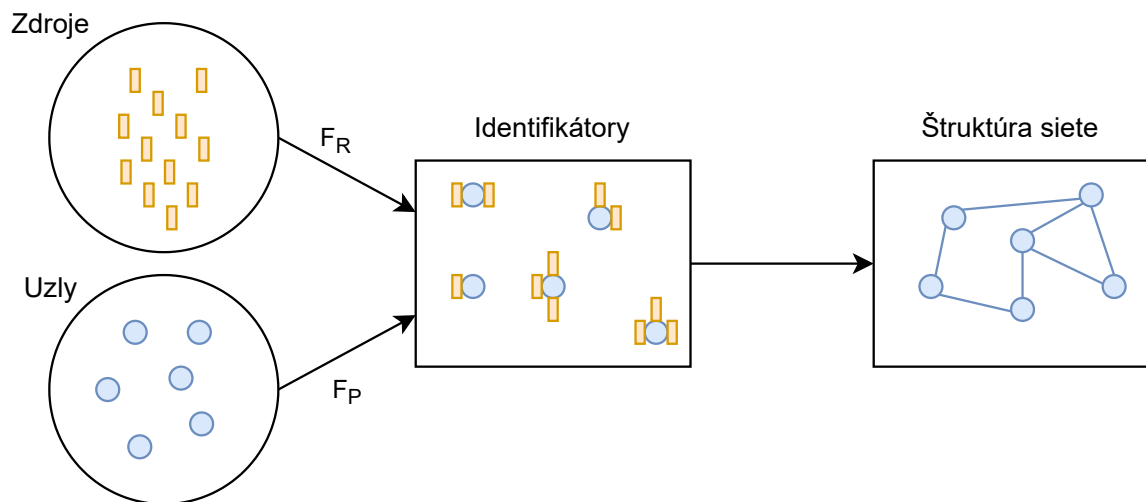 Zdroje
F_R
Identifikátory
Štruktúra siete
Uzly
F_P